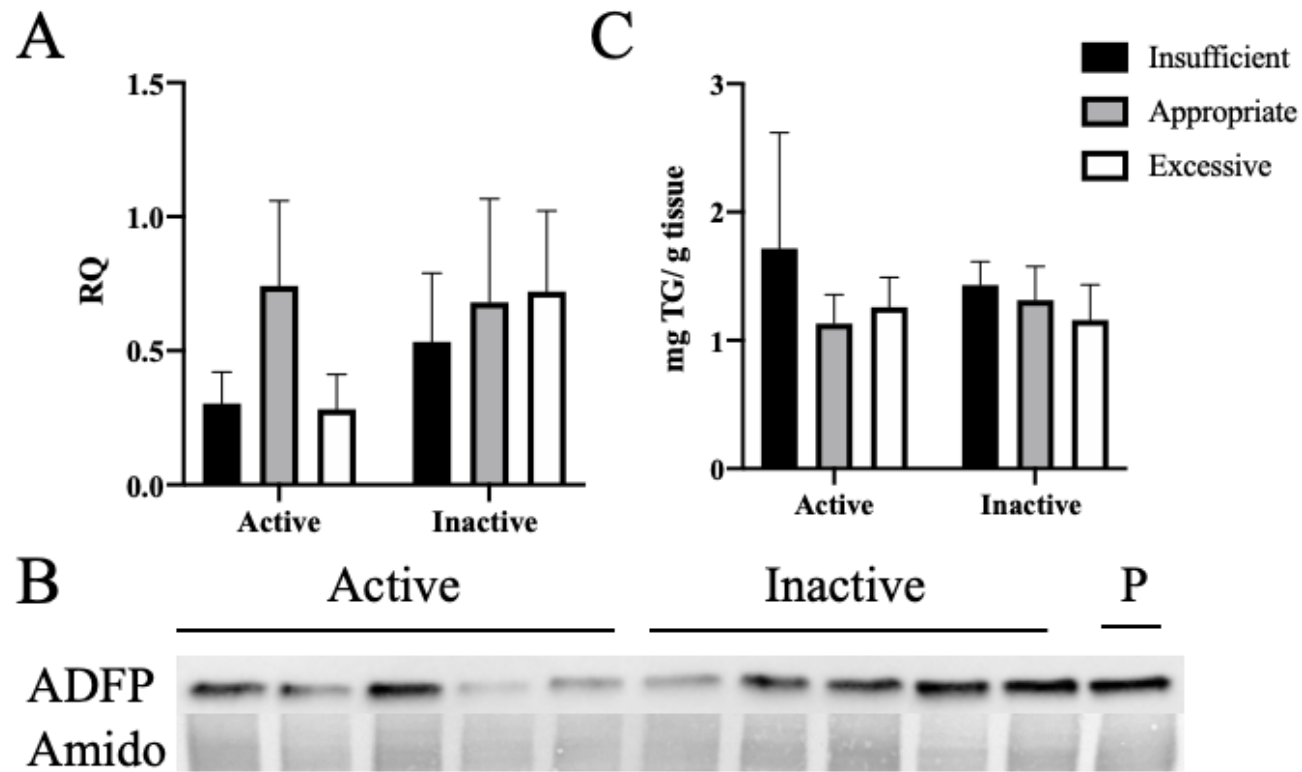 A
1.5
1.0
0.5
0.0
RQ
Active Inactive
C
3
2
1
0
mg TG/ g tissue
Active Inactive
Insufficient
Appropriate
Excessive
B
Active Inactive P
ADFP
Amido